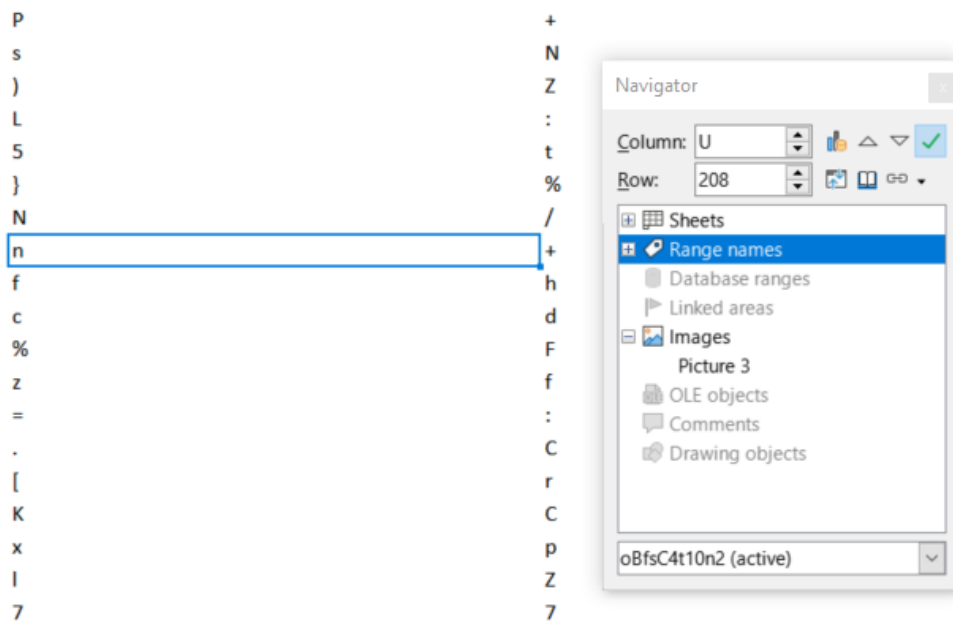 P +
s N
) Z
L :
5 t
} %
N /
n +
f h
c d
% F
z f
= :
. C
[ r
K C
x p
l Z
7 7
Navigator x
Column: U
Row: 208
Sheets
Range names
Database ranges
Linked areas
Images
Picture 3
OLE objects
Comments
Drawing objects
oBfsC4t10n2 (active)